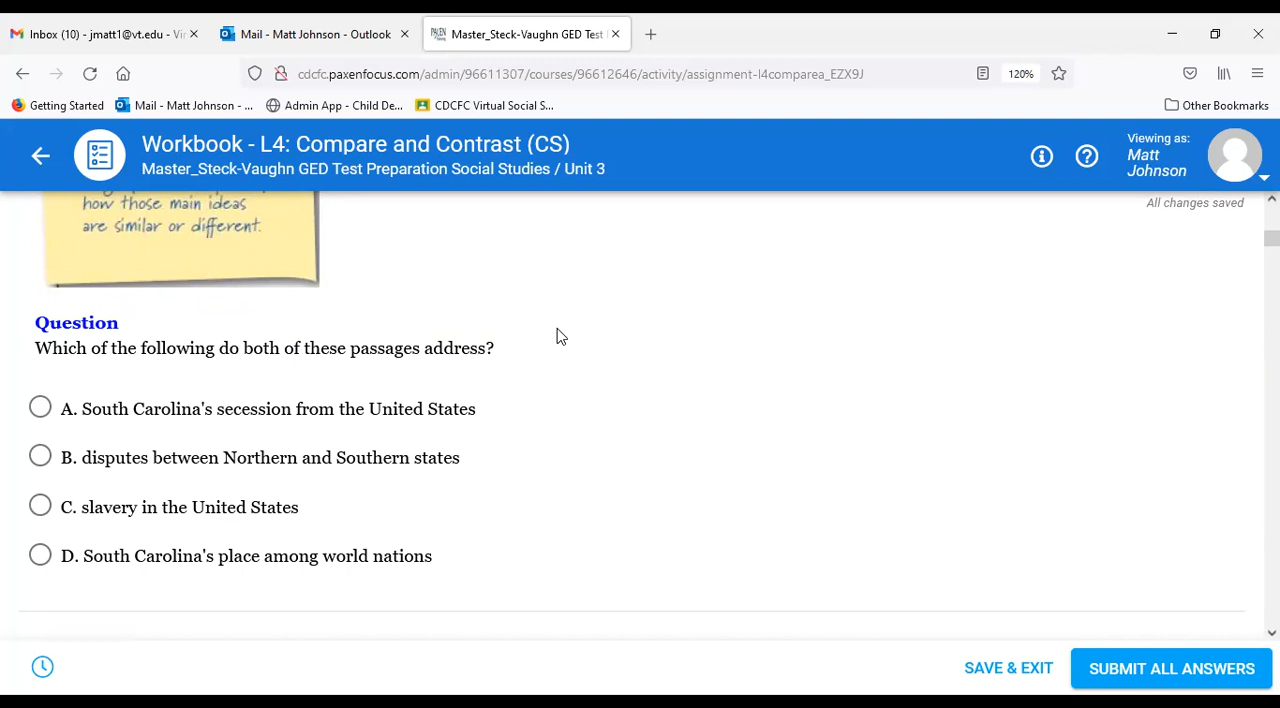 Inbox (10) - jmatt1@vt.edu - Vir
Mail - Matt Johnson - Outlook
PAXEN
Master_Steck-Vaughn GED Test
cdcfc.paxenfocus.com/admin/96611307/courses/96612646/activity/assignment-l4comparea_EZX9J
120%
Getting Started
Mail - Matt Johnson - ...
Admin App - Child De...
CDCFC Virtual Social S...
Other Bookmarks
Workbook - L4: Compare and Contrast (CS)
Master_Steck-Vaughn GED Test Preparation Social Studies / Unit 3
Viewing as:
Matt
Johnson
how those main ideas
are similar or different.
All changes saved
Question
Which of the following do both of these passages address?
A. South Carolina's secession from the United States
B. disputes between Northern and Southern states
C. slavery in the United States
D. South Carolina's place among world nations
SAVE & EXIT
SUBMIT ALL ANSWERS